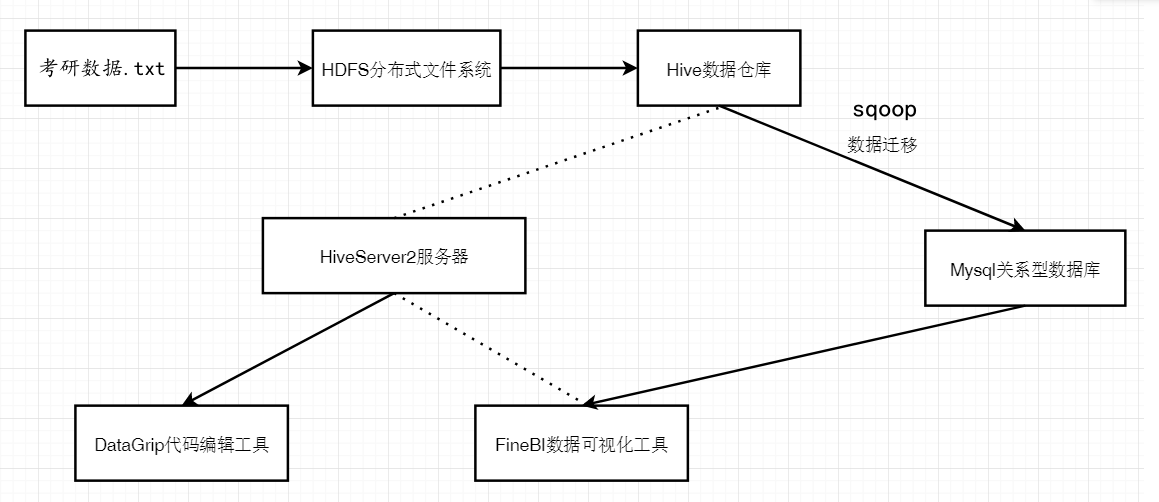 考研数据.txt
HDFS分布式文件系统
Hive数据仓库
sqoop
数据迁移
HiveServer2服务器
Mysql关系型数据库
DataGrip代码编辑工具
FineBI数据可视化工具